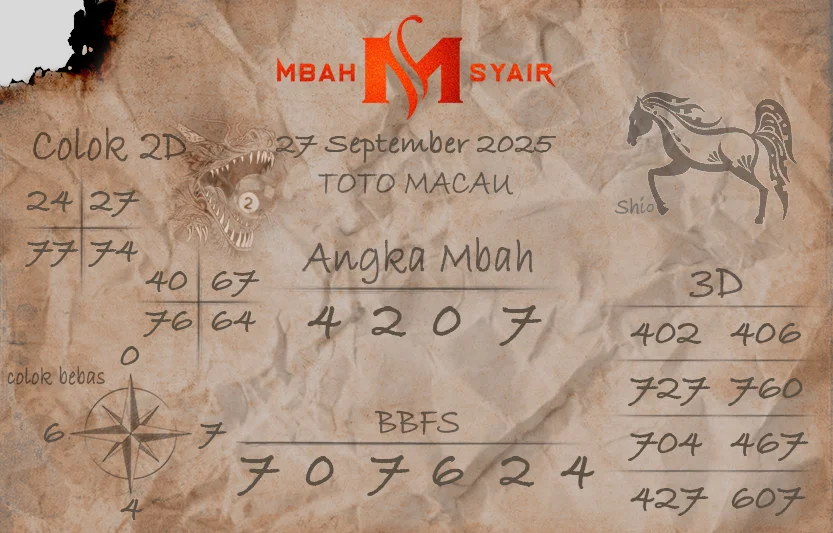 MBAH M SYAIR
27 September 2025
TOTO MACAU
Colok 2D
24 27
77 74
40 67
76 64
2
Shio
Angka Mbah
4 2 0 7
3D
402 406
727 760
704 467
427 607
colok bebas
0
6 7
4
BBFS
7 0 7 6 2 4